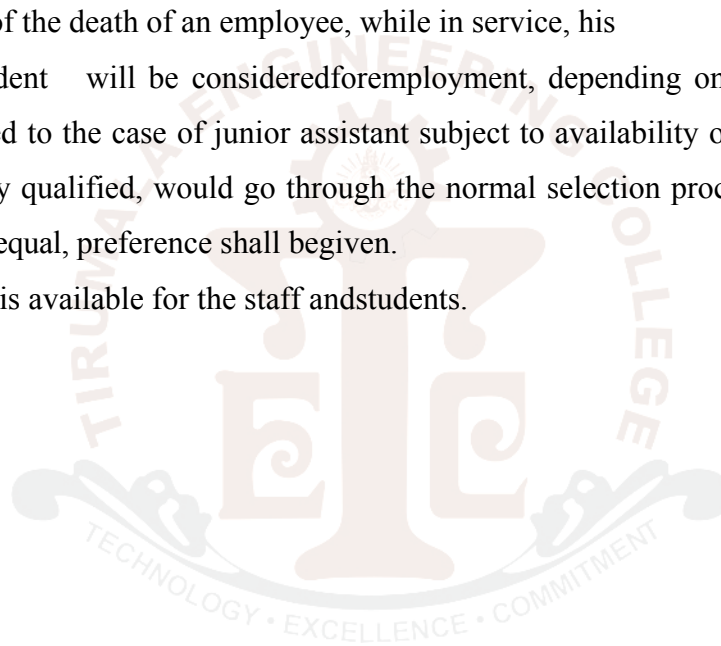 of the death of an employee, while in service, his
dent will be consideredforemployment, depending on
ed to the case of junior assistant subject to availability o
y qualified, would go through the normal selection proc
equal, preference shall begiven.
is available for the staff andstudents.
TIRUMALA ENGINEERING COLLEGE
TEC
TECHNOLOGY • EXCELLENCE • COMMITMENT